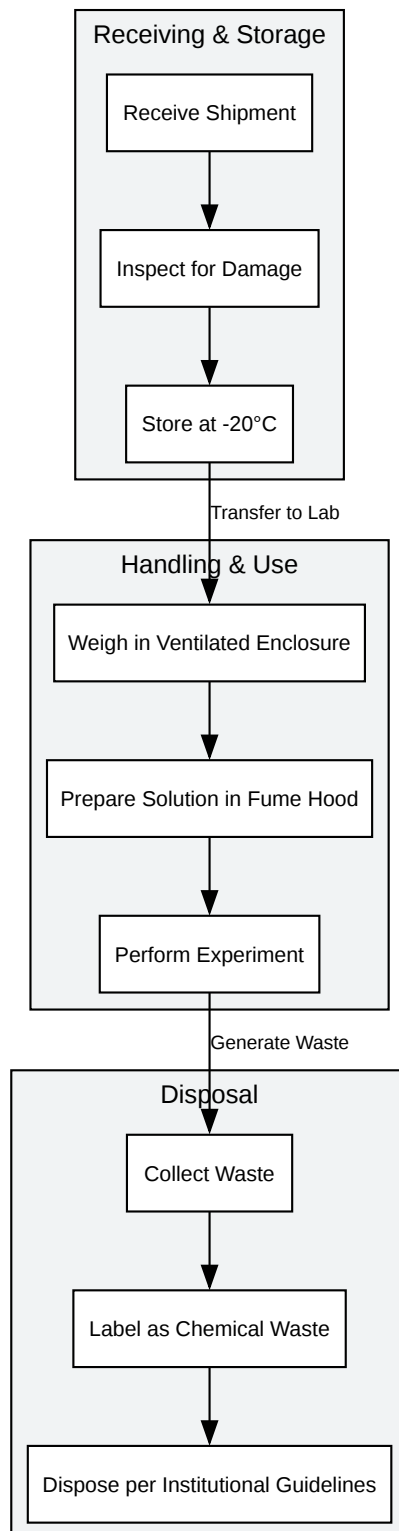 Receiving & Storage
Receive Shipment
Inspect for Damage
Store at -20°C
Transfer to Lab
Handling & Use
Weigh in Ventilated Enclosure
Prepare Solution in Fume Hood
Perform Experiment
Generate Waste
Disposal
Collect Waste
Label as Chemical Waste
Dispose per Institutional Guidelines